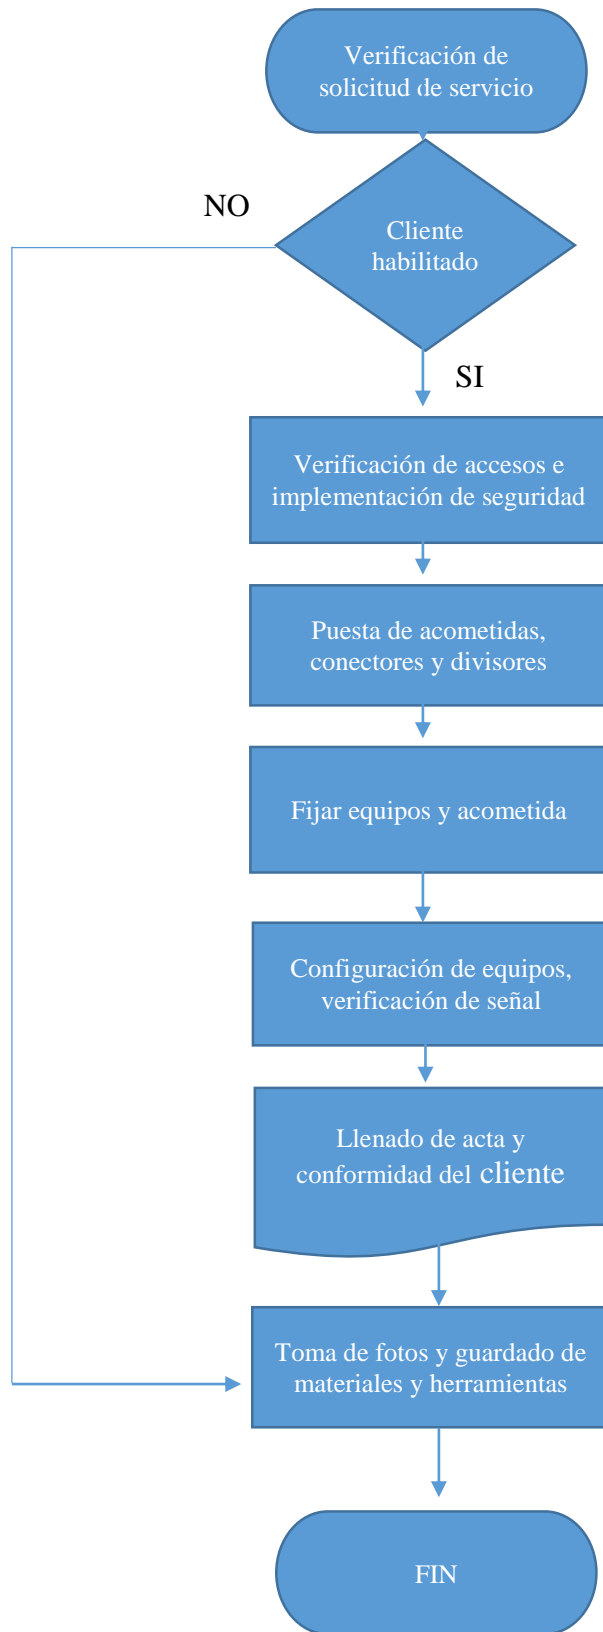 Verificación de
solicitud de servicio
NO
Cliente
habilitado
SI
Verificación de accesos e
implementación de seguridad
Puesta de acometidas,
conectores y divisores
Fijar equipos y acometida
Configuración de equipos,
verificación de señal
Llenado de acta y
conformidad del cliente
Toma de fotos y guardado de
materiales y herramientas
FIN